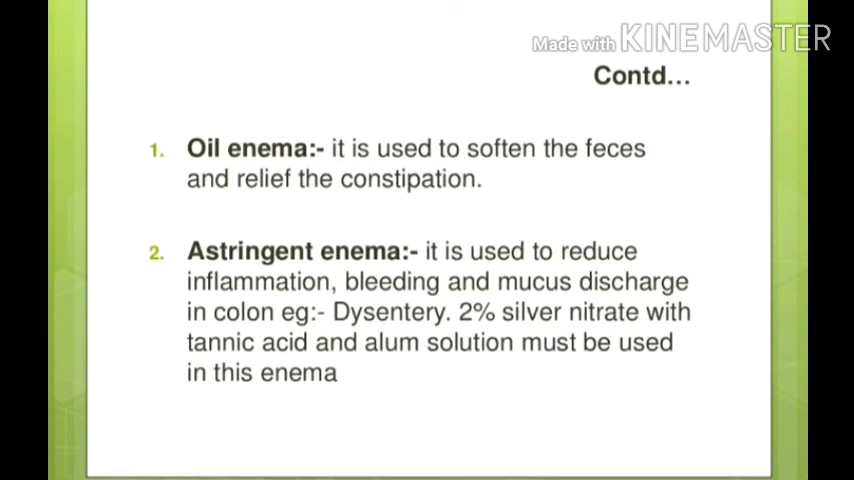 Made with KINEMASTER
Contd...
1. Oil enema:- it is used to soften the feces
and relief the constipation.
2. Astringent enema:- it is used to reduce
inflammation, bleeding and mucus discharge
in colon eg:- Dysentery. 2% silver nitrate with
tannic acid and alum solution must be used
in this enema